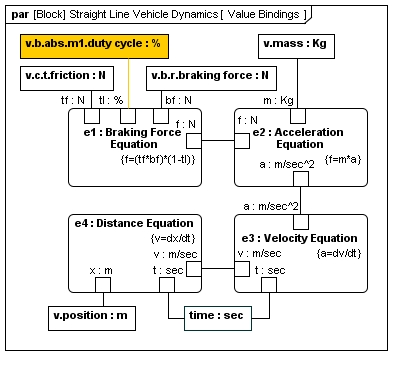 par [Block] Straight Line Vehicle Dynamics [ Value Bindings ]
v.b.abs.m1.duty cycle : %
v.mass : Kg
v.c.t.friction : N
v.b.r.braking force : N
tf : N
tl : %
bf : N
m : Kg
f : N
f : N
e1 : Braking Force
Equation
{f=(tf*bf)*(1-tl)}
e2 : Acceleration
Equation
{f=m*a}
a : m/sec^2
a : m/sec^2
e4 : Distance Equation
{v=dx/dt}
v : m/sec
x : m
t : sec
e3 : Velocity Equation
{a=dv/dt}
v : m/sec
t : sec
v.position : m
time : sec